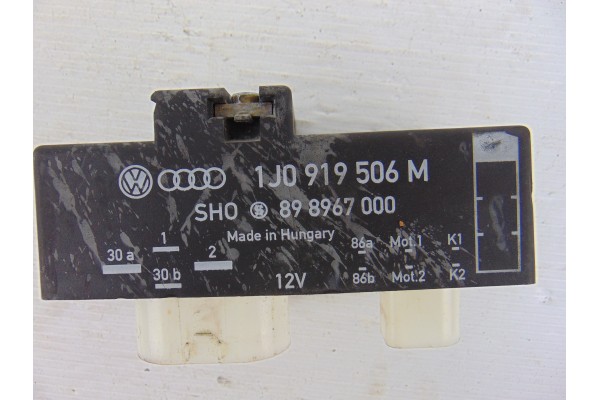 1J0 919 506 M
SHO 89 8967 000
Made in Hungary
30 a 1 2 86a Mot.1 K1
30 b 12V 86b Mot.2 K2